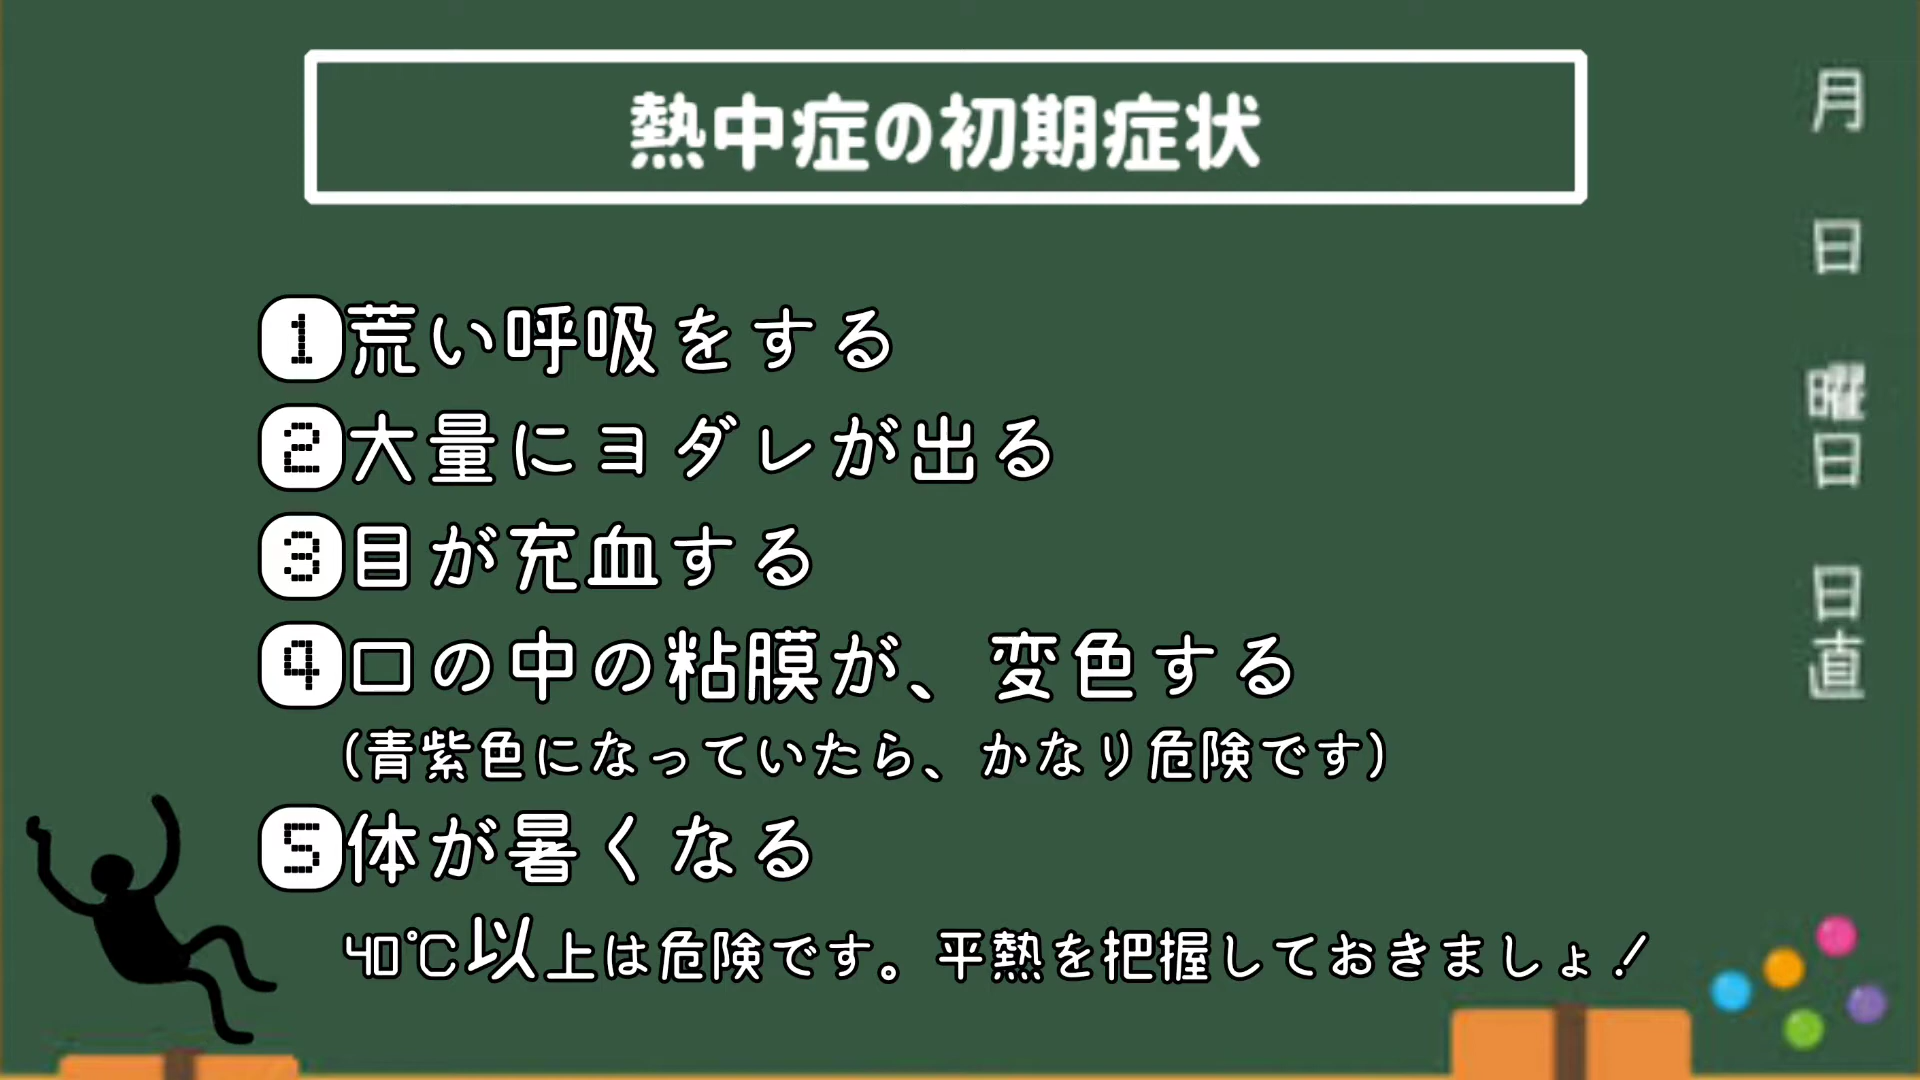 熱中症の初期症状
1荒い呼吸をする
2大量にヨダレが出る
3目が充血する
4口の中の粘膜が、変色する
(青紫色になっていたら、かなり危険です)
5体が暑くなる
40℃以上は危険です。平熱を把握しておきましょ!
月
日
曜日
日直